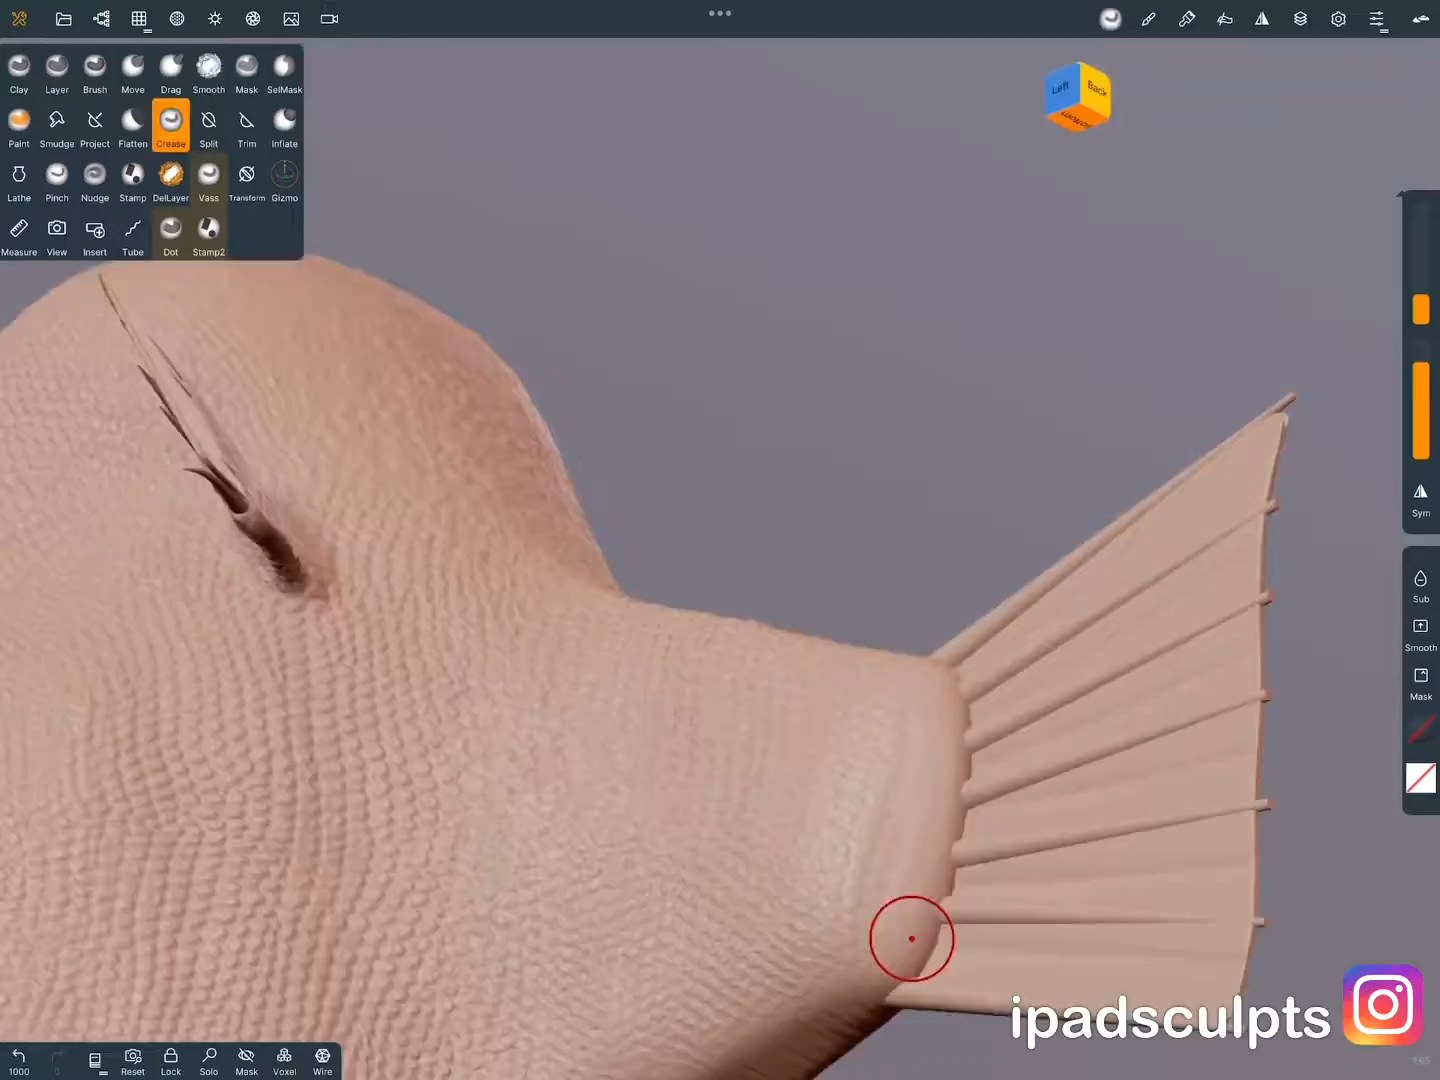 Left
Back
Clay Layer Brush Move Drag Smooth Mask SelMask
Paint Smudge Project Flatten Crease Split Trim Inflate
Lathe Pinch Nudge Stamp DelLayer Vass Transform Gizmo
Measure View Insert Tube Dot Stamp2
Sym
Sub
Smooth
Mask
ipadsculpts
1000 0 Reset Lock Solo Mask Voxel Wire